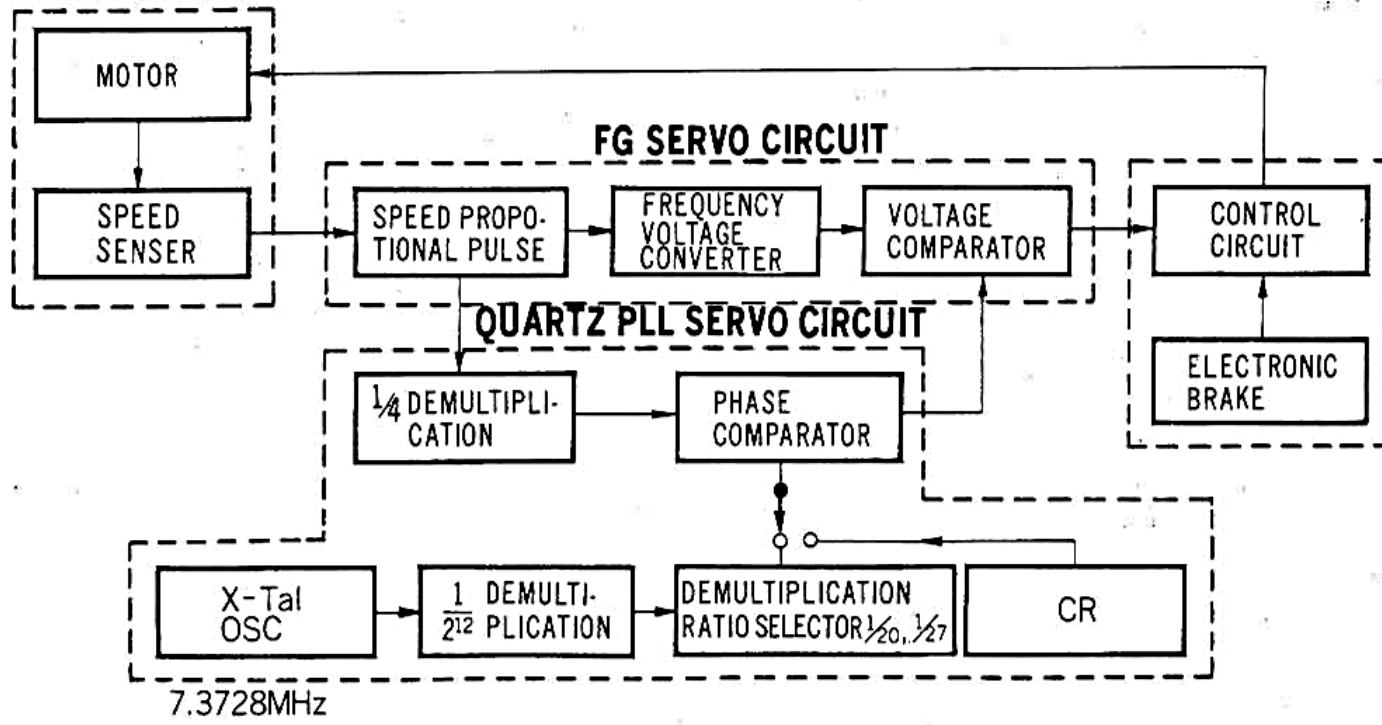 MOTOR
SPEED
SENSER
FG SERVO CIRCUIT
SPEED PROPO-
TIONAL PULSE
FREQUENCY
VOLTAGE
CONVERTER
VOLTAGE
COMPARATOR
CONTROL
CIRCUIT
ELECTRONIC
BRAKE
QUARTZ PLL SERVO CIRCUIT
1/4 DEMULTIPLI-
CATION
PHASE
COMPARATOR
X-Tal
OSC
1/2¹² DEMULTI-
PLICATION
DEMULTIPLICATION
RATIO SELECTOR 1/20, 1/27
CR
7.3728MHz